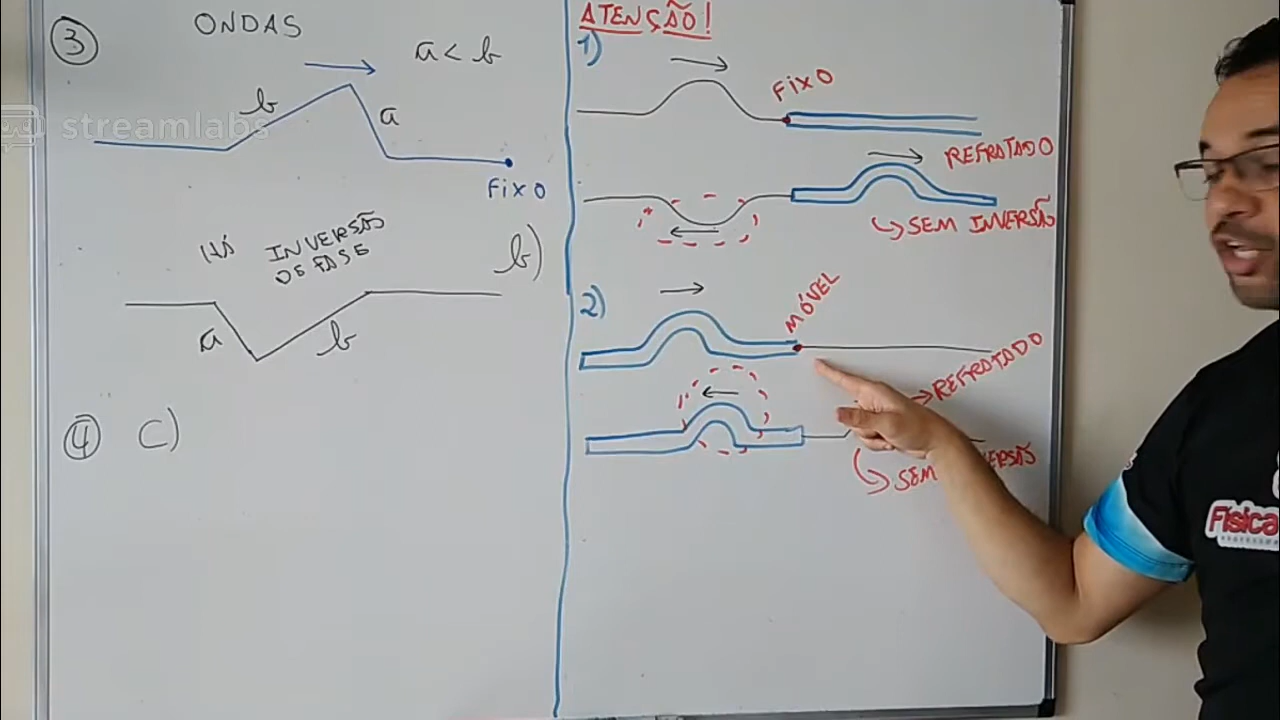 ③
ONDAS
a < b
b
a
FIXO
HÁ INVERSÃO
DE FASE
b)
a
b
④ C)
ATENÇÃO!
1)
FIXO
REFRATADO
SEM INVERSÃO
2)
MÓVEL
REFRATADO
SEM
streamlabs
Física